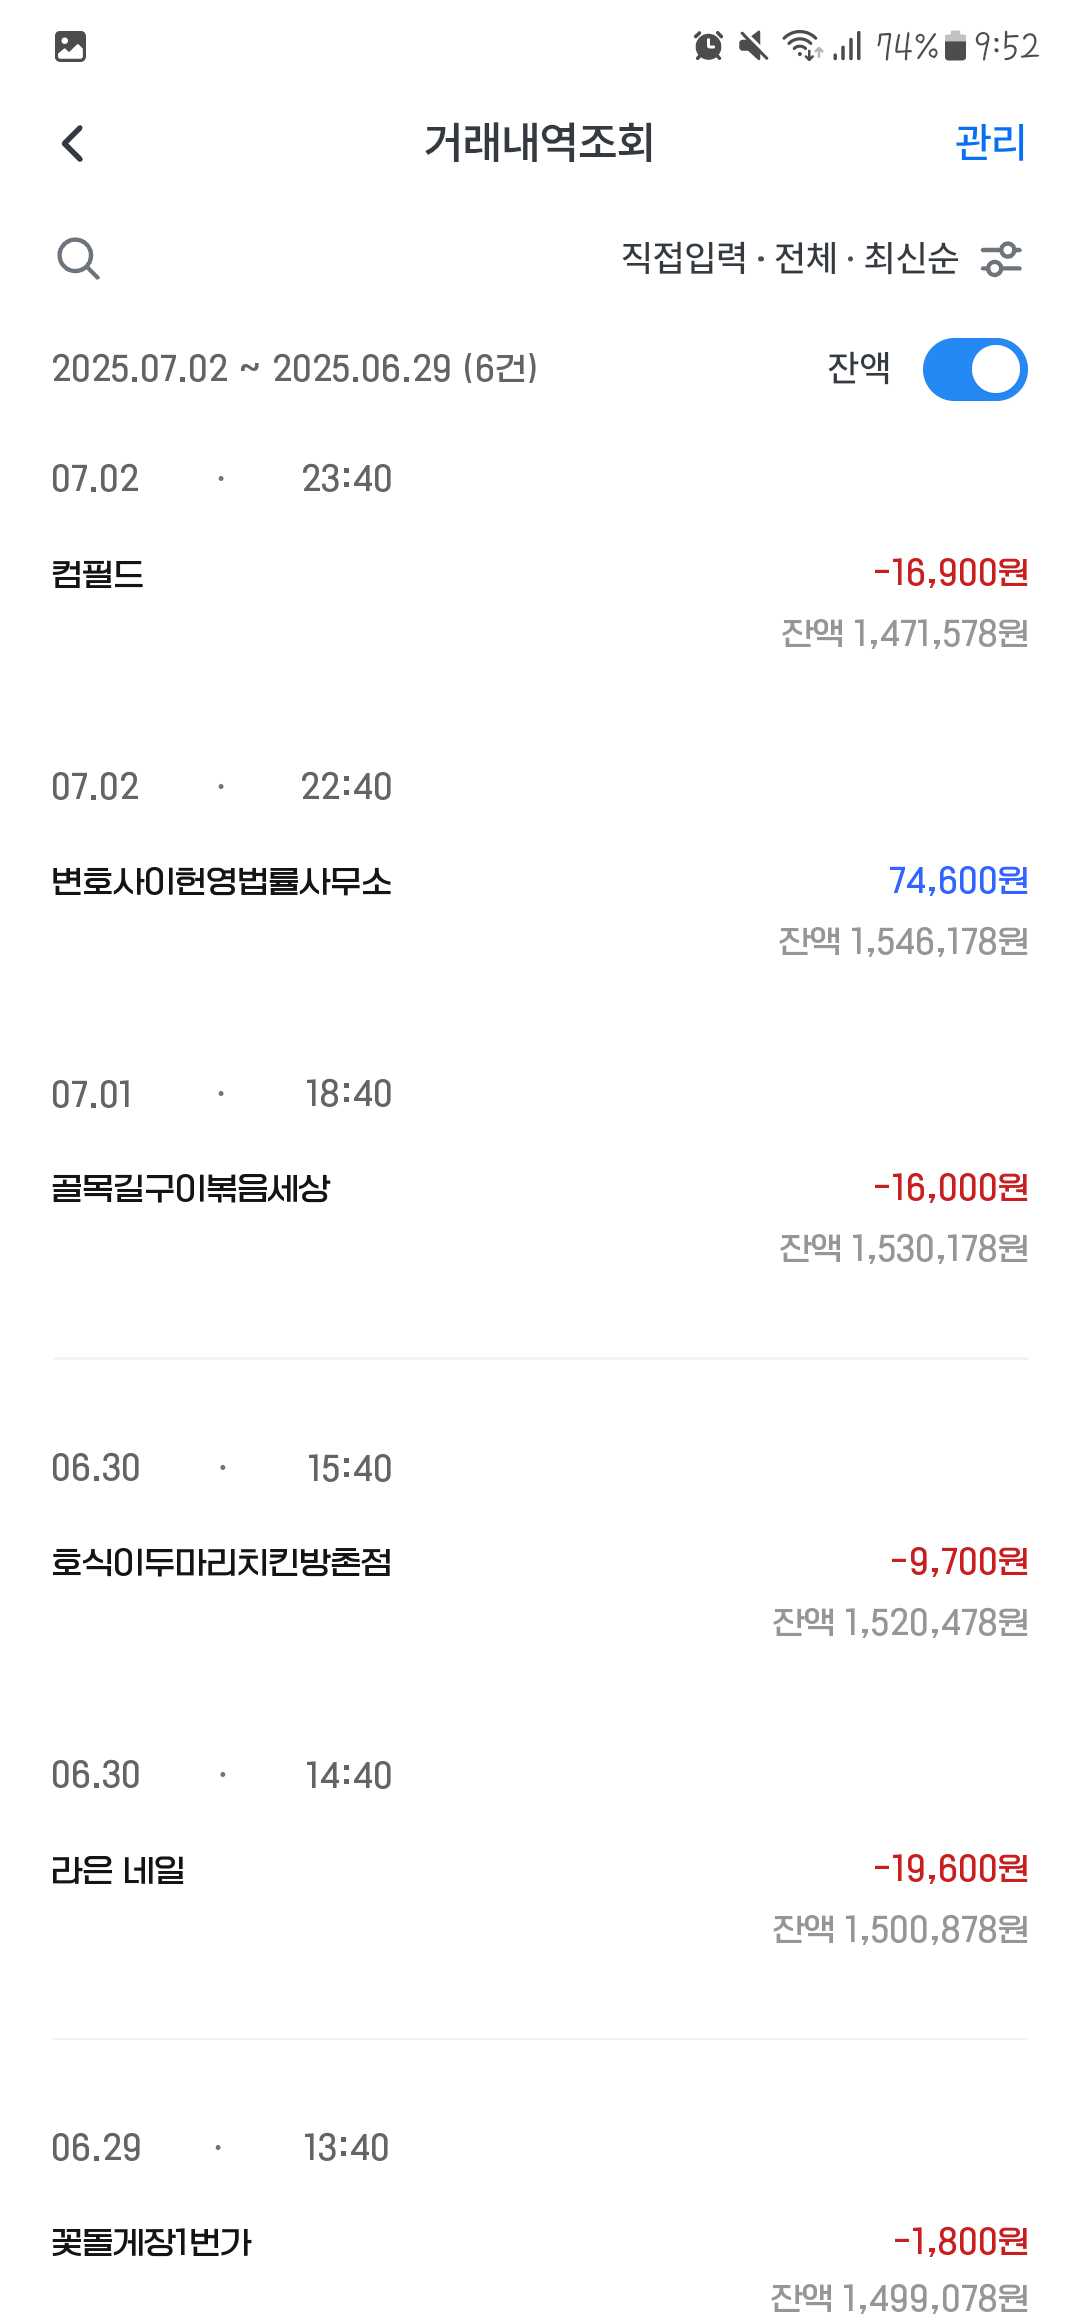 74% 9:52
거래내역조회 관리
직접입력 · 전체 · 최신순
2025.07.02 ~ 2025.06.29 (6건) 잔액
07.02 · 23:40
컴필드 -16,900원
잔액 1,471,578원
07.02 · 22:40
변호사이헌영법률사무소 74,600원
잔액 1,546,178원
07.01 · 18:40
골목길구이볶음세상 -16,000원
잔액 1,530,178원
06.30 · 15:40
호식이두마리치킨방촌점 -9,700원
잔액 1,520,478원
06.30 · 14:40
라은 네일 -19,600원
잔액 1,500,878원
06.29 · 13:40
꽃돌게장1번가 -1,800원
잔액 1,499,078원